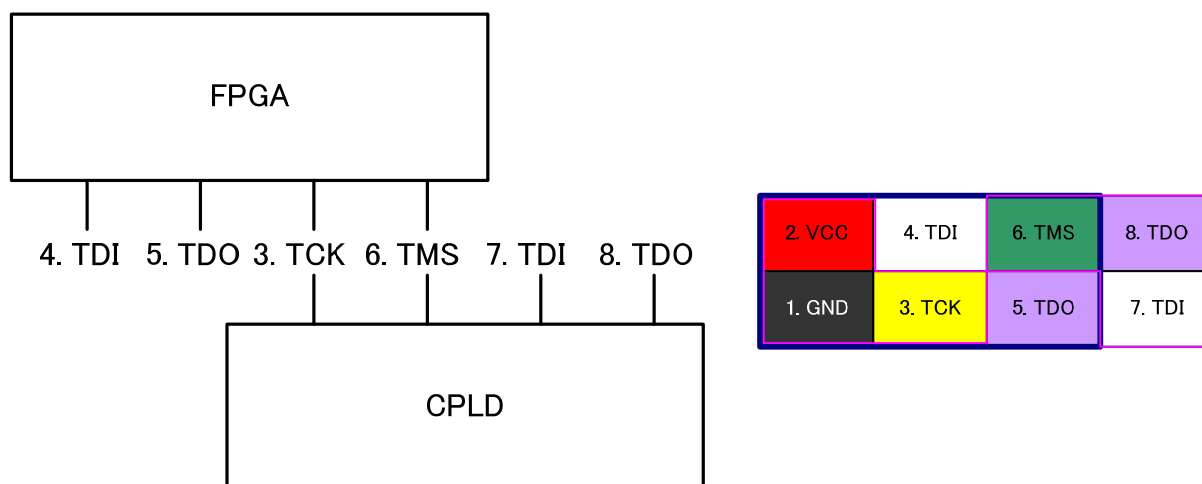 FPGA
4. TDI 5. TDO 3. TCK 6. TMS 7. TDI 8. TDO
CPLD
2. VCC 4. TDI 6. TMS 8. TDO
1. GND 3. TCK 5. TDO 7. TDI